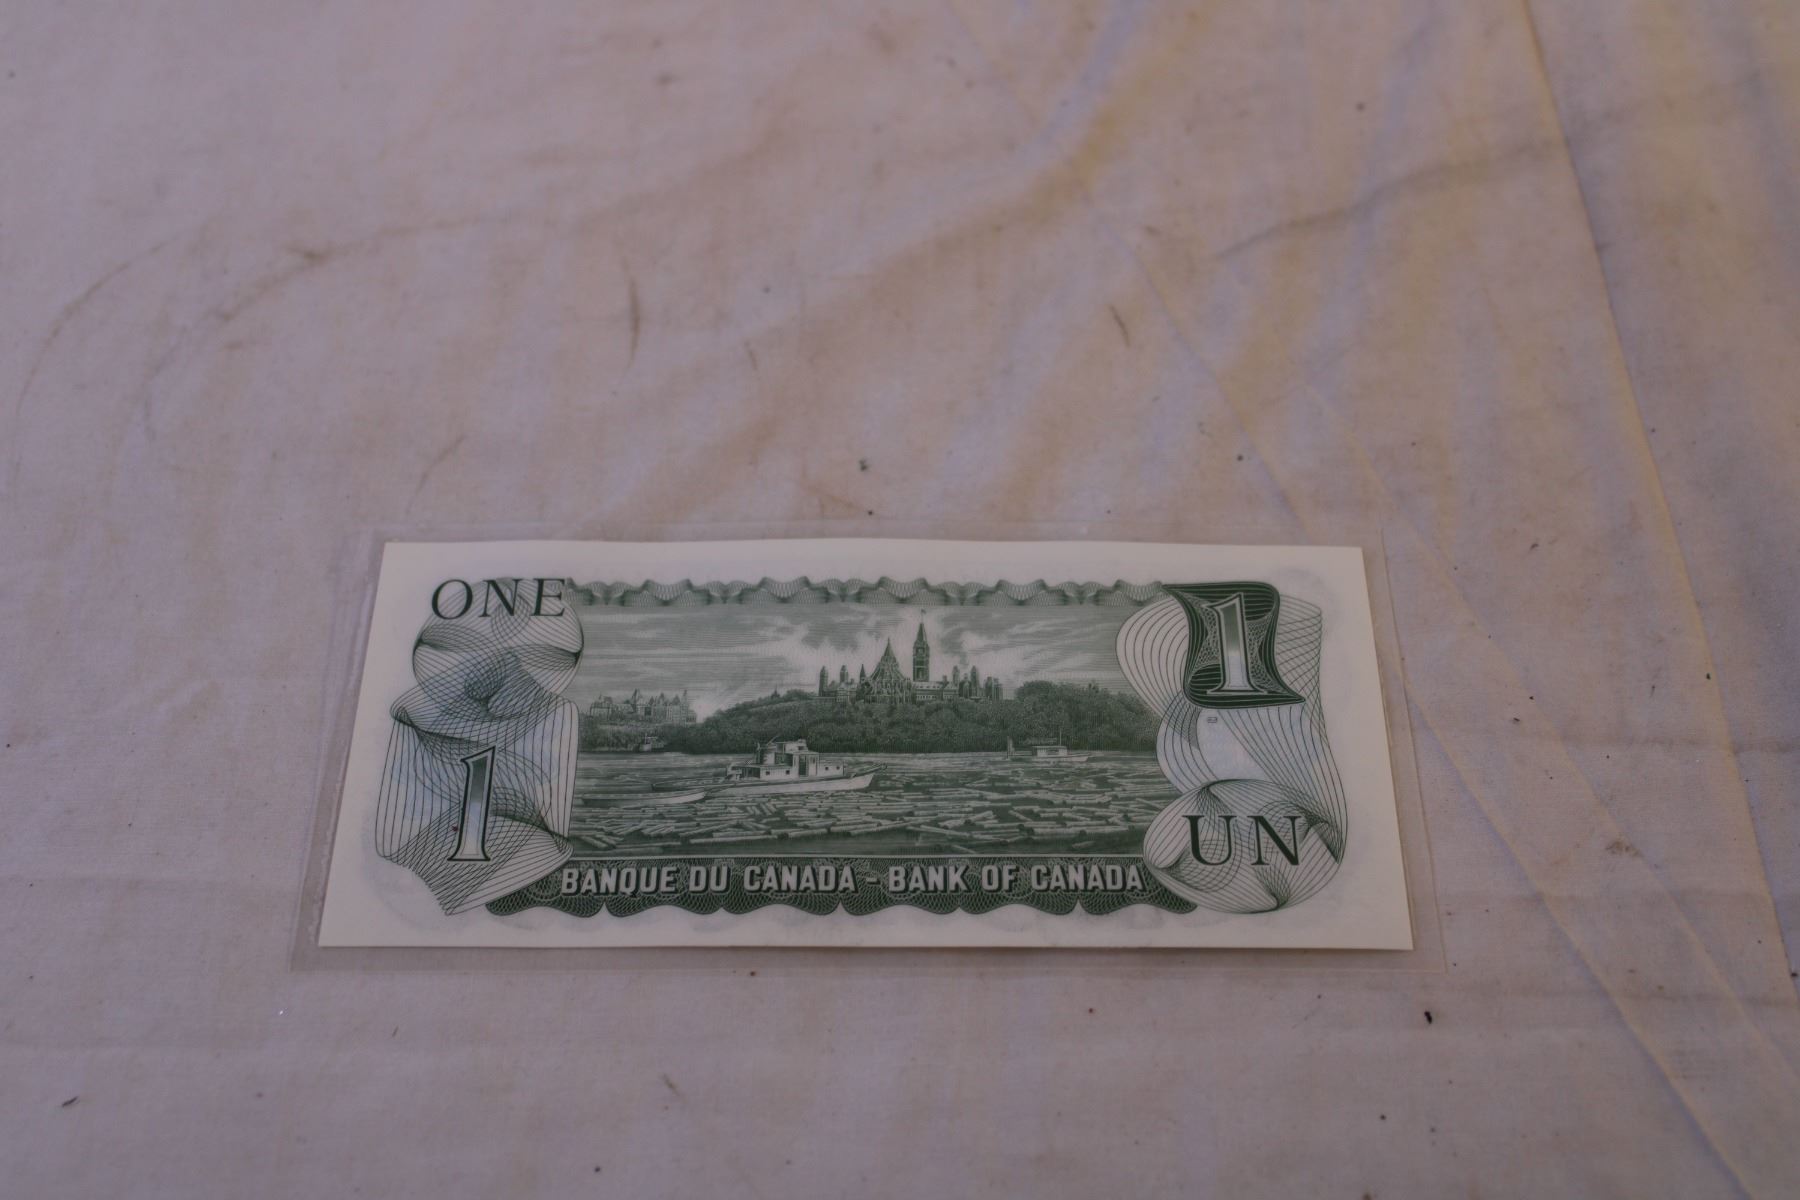 ONE
1
1
UN
BANQUE DU CANADA - BANK OF CANADA